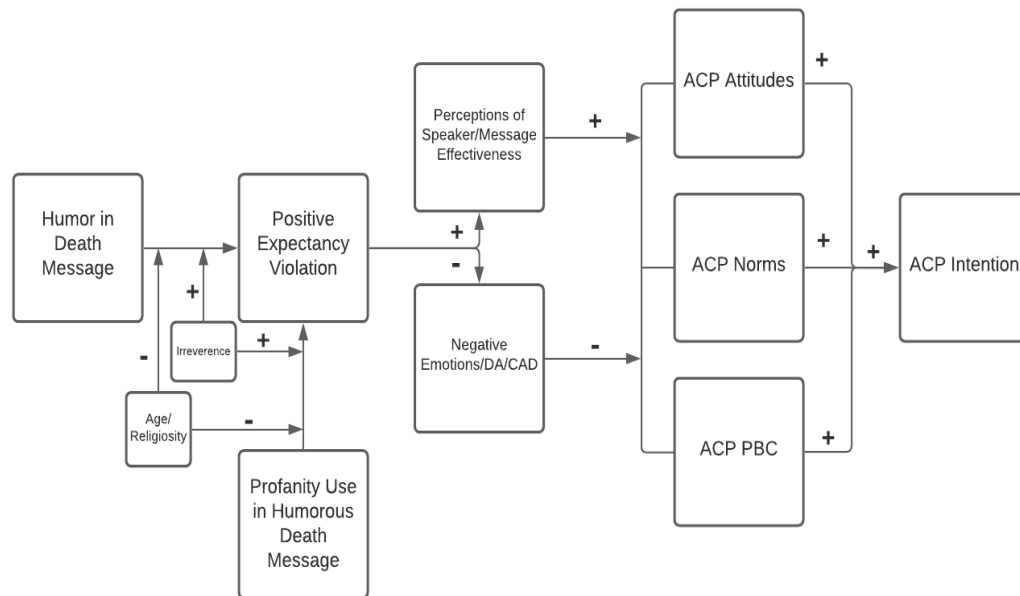 Humor in
Death
Message
Positive
Expectancy
Violation
Irreverence
Age/
Religiosity
Profanity Use
in Humorous
Death
Message
+
-
+
-
Perceptions of
Speaker/Message
Effectiveness
Negative
Emotions/DA/CAD
+
-
+
-
ACP Attitudes
ACP Norms
ACP PBC
+
+
+
+
ACP Intention